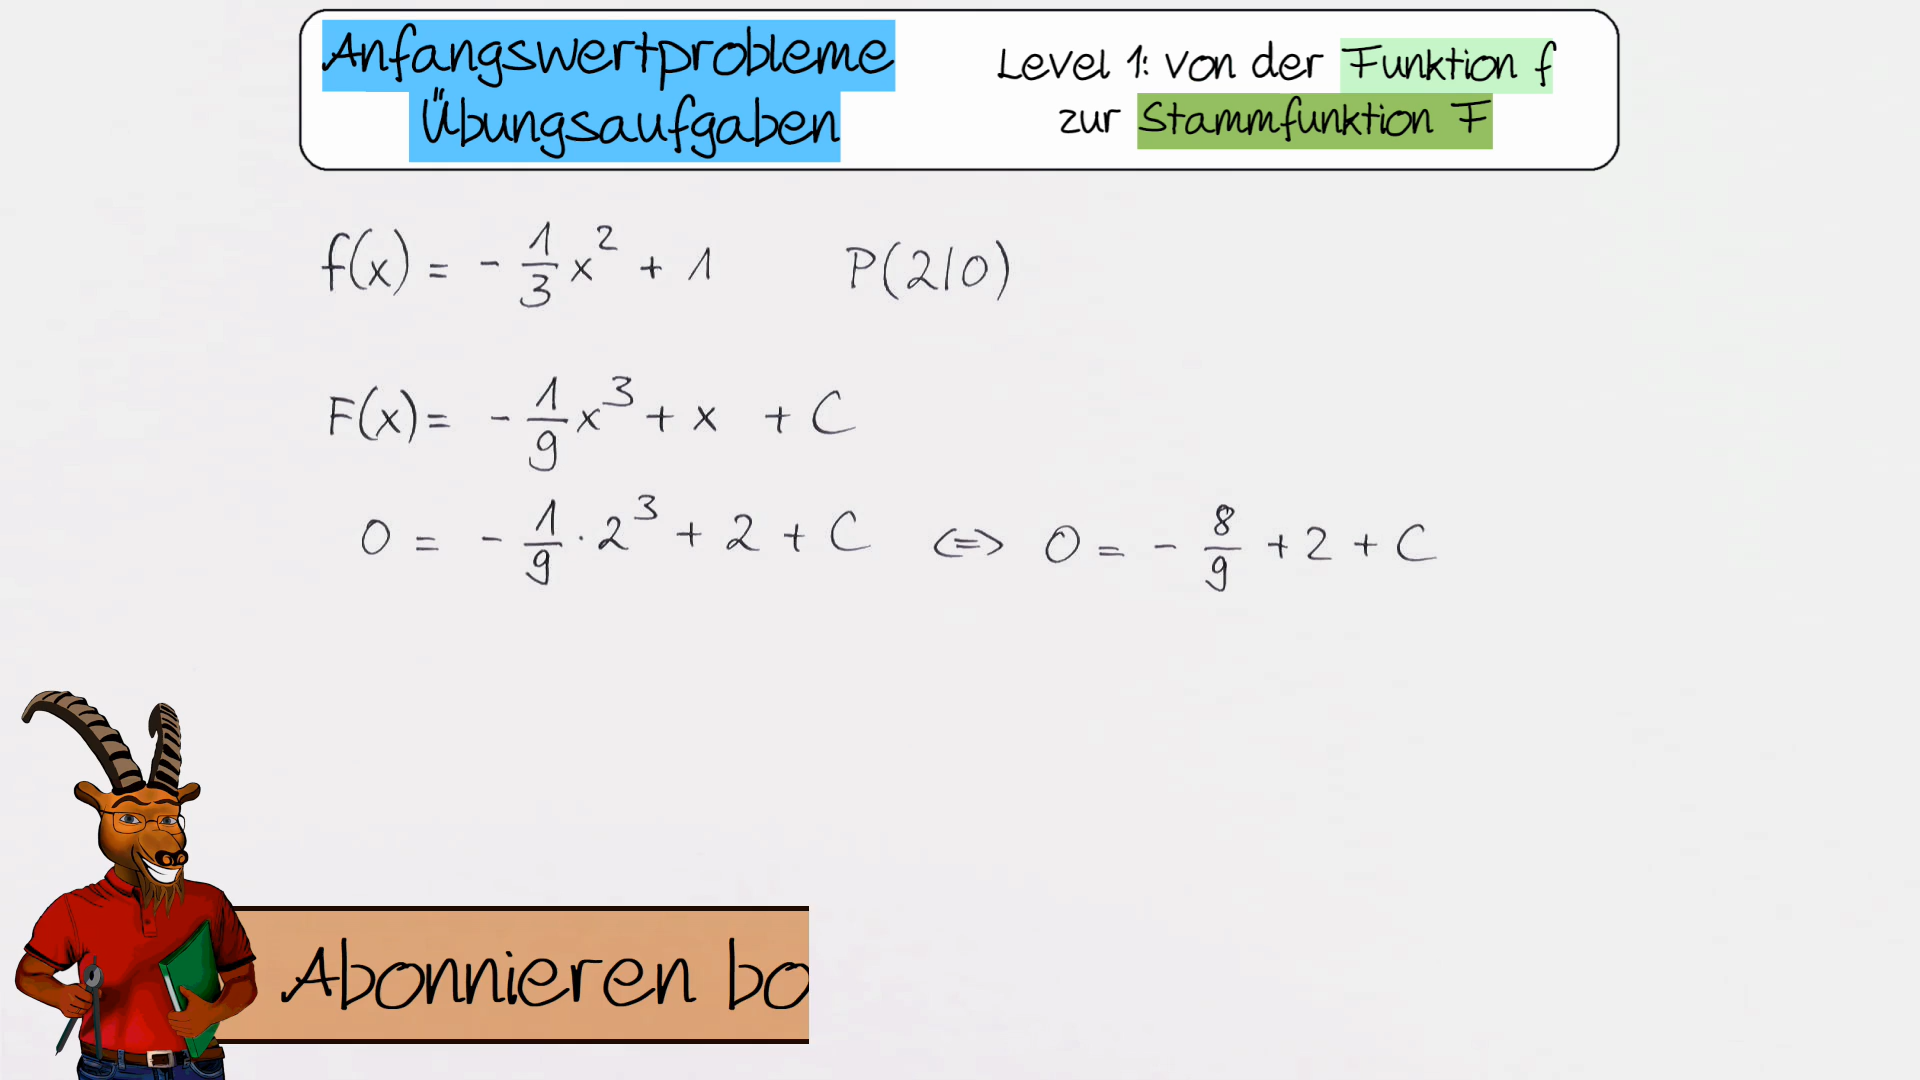 Anfangswertprobleme
Übungsaufgaben
Level 1: von der Funktion f
zur Stammfunktion F
f(x) = - 1/3 x² + 1 P(2|0)
F(x) = - 1/9 x³ + x + C
0 = - 1/9 · 2³ + 2 + C <=> 0 = - 8/9 + 2 + C
Abonnieren bo